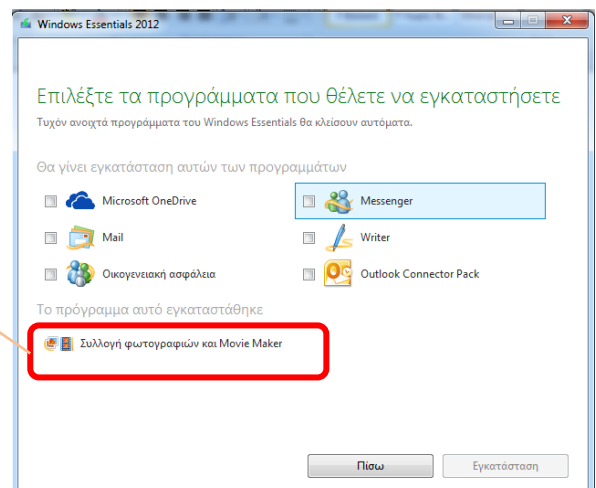 Windows Essentials 2012
Επιλέξτε τα προγράμματα που θέλετε να εγκαταστήσετε
Τυχόν ανοιχτά προγράμματα του Windows Essentials θα κλείσουν αυτόματα.
Θα γίνει εγκατάσταση αυτών των προγραμμάτων
Microsoft OneDrive
Messenger
Mail
Writer
Οικογενειακή ασφάλεια
Outlook Connector Pack
Το πρόγραμμα αυτό εγκαταστάθηκε
Συλλογή φωτογραφιών και Movie Maker
Πίσω
Εγκατάσταση